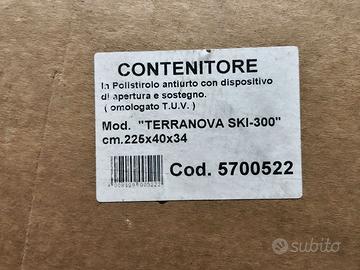 CONTENITORE
In Polistirolo antiurto con dispositivo
di apertura e sostegno.
( omologato T.U.V. )
Mod. "TERRANOVA SKI-300"
cm.225x40x34
Cod. 5700522
subito